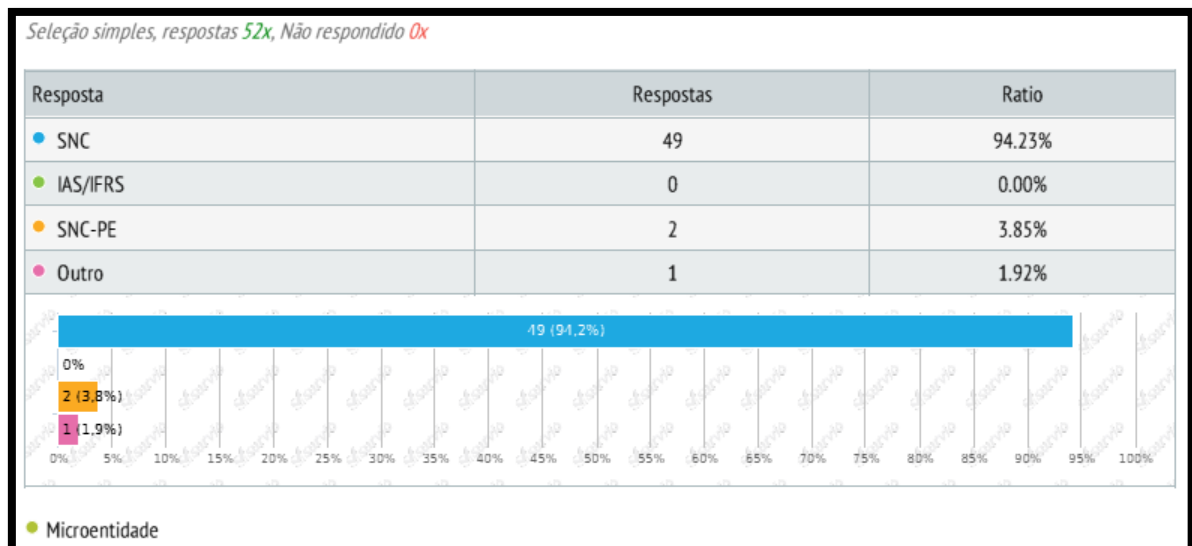 Seleção simples, respostas 52x, Não respondido 0x
Resposta Respostas Ratio
SNC 49 94.23%
IAS/IFRS 0 0.00%
SNC-PE 2 3.85%
Outro 1 1.92%
49 (94,2%)
0%
2 (3,8%)
1 (1,9%)
0% 5% 10% 15% 20% 25% 30% 35% 40% 45% 50% 55% 60% 65% 70% 75% 80% 85% 90% 95% 100%
Microentidade